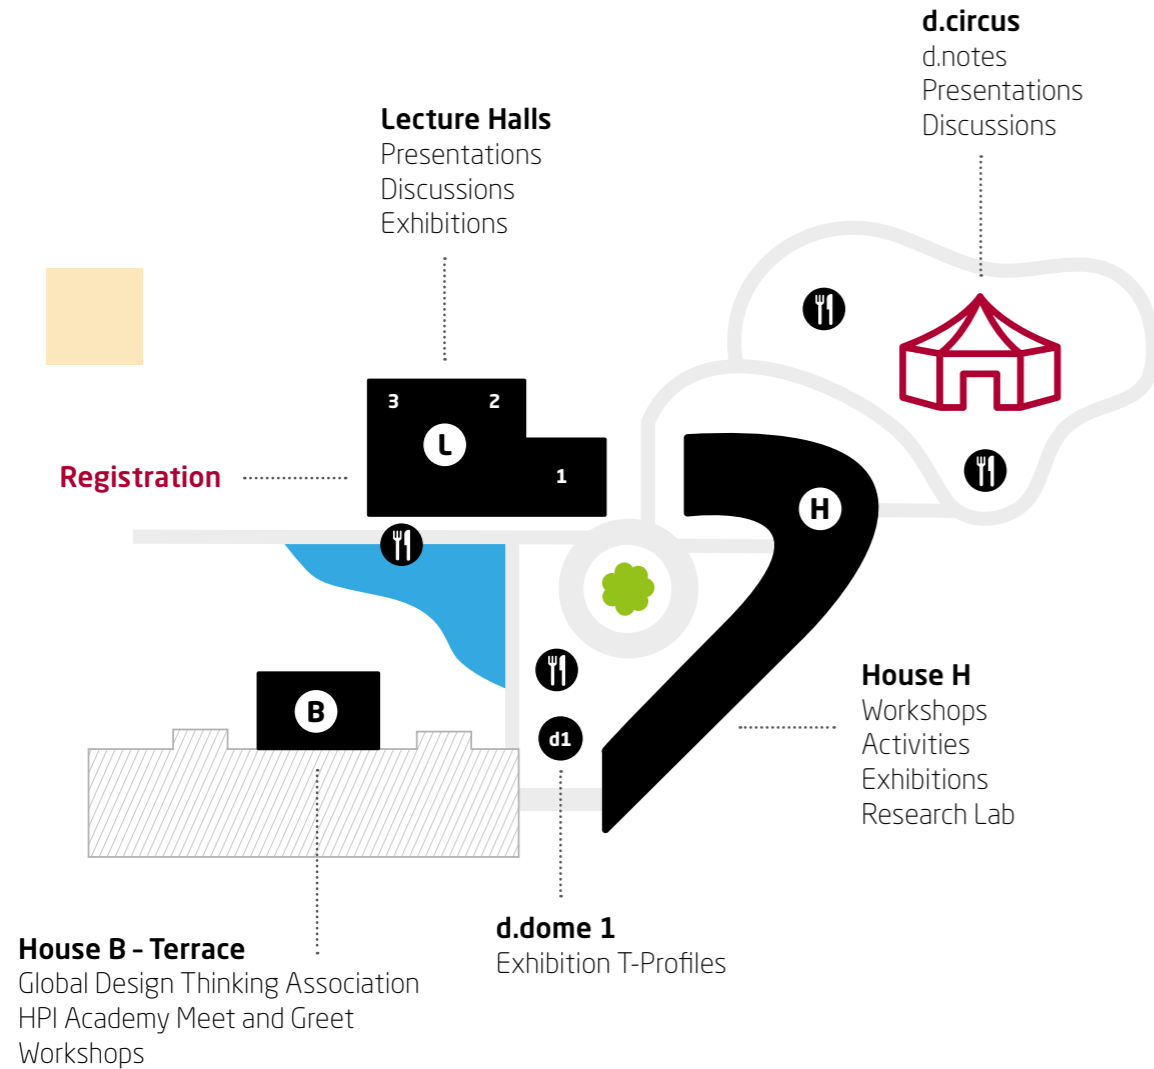 d.circus
d.notes
Presentations
Discussions
Lecture Halls
Presentations
Discussions
Exhibitions
3
2
L
1
Registration
H
B
d1
House H
Workshops
Activities
Exhibitions
Research Lab
d.dome 1
Exhibition T-Profiles
House B – Terrace
Global Design Thinking Association
HPI Academy Meet and Greet
Workshops